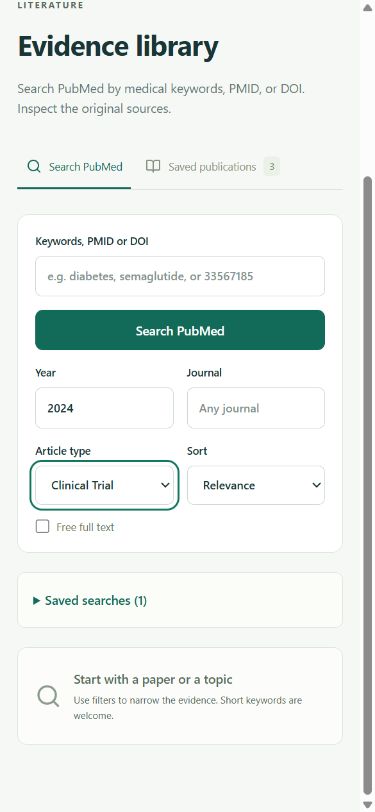 LITERATURE
Evidence library
Search PubMed by medical keywords, PMID, or DOI.
Inspect the original sources.
Search PubMed
Saved publications 3
Keywords, PMID or DOI
e.g. diabetes, semaglutide, or 33567185
Search PubMed
Year Journal
2024 Any journal
Article type Sort
Clinical Trial Relevance
Free full text
Saved searches (1)
Start with a paper or a topic
Use filters to narrow the evidence. Short keywords are
welcome.